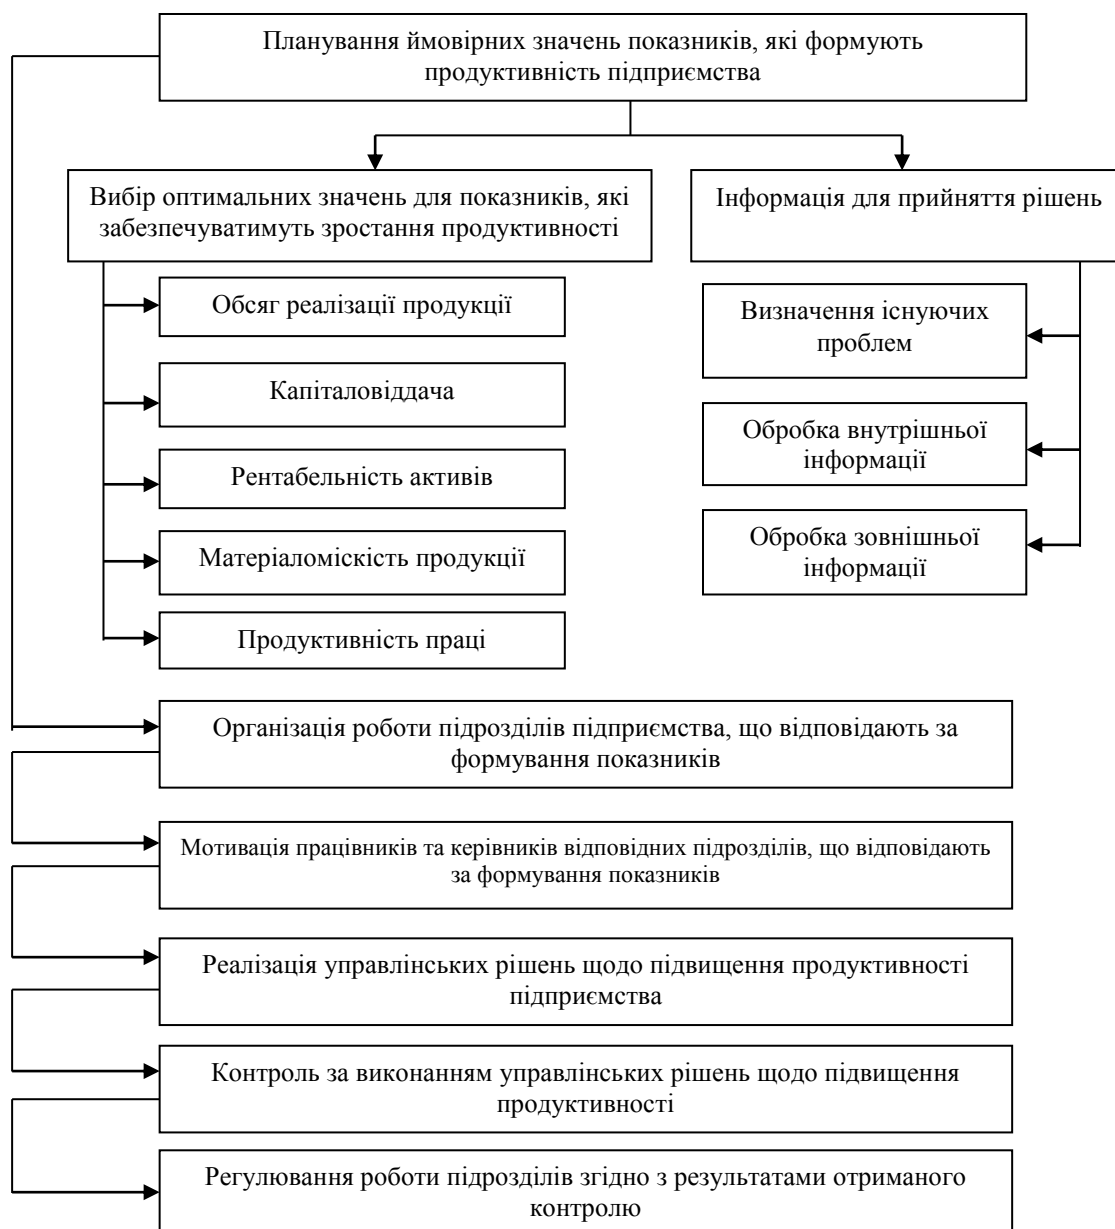 Планування ймовірних значень показників, які формують
продуктивність підприємства
Вибір оптимальних значень для показників, які
забезпечуватимуть зростання продуктивності
Інформація для прийняття рішень
Обсяг реалізації продукції
Капіталовіддача
Рентабельність активів
Матеріаломіскість продукції
Продуктивність праці
Визначення існуючих
проблем
Обробка внутрішньої
інформації
Обробка зовнішньої
інформації
Організація роботи підрозділів підприємства, що відповідають за
формування показників
Мотивація працівників та керівників відповідних підрозділів, що відповідають
за формування показників
Реалізація управлінських рішень щодо підвищення продуктивності
підприємства
Контроль за виконанням управлінських рішень щодо підвищення
продуктивності
Регулювання роботи підрозділів згідно з результатами отриманого
контролю